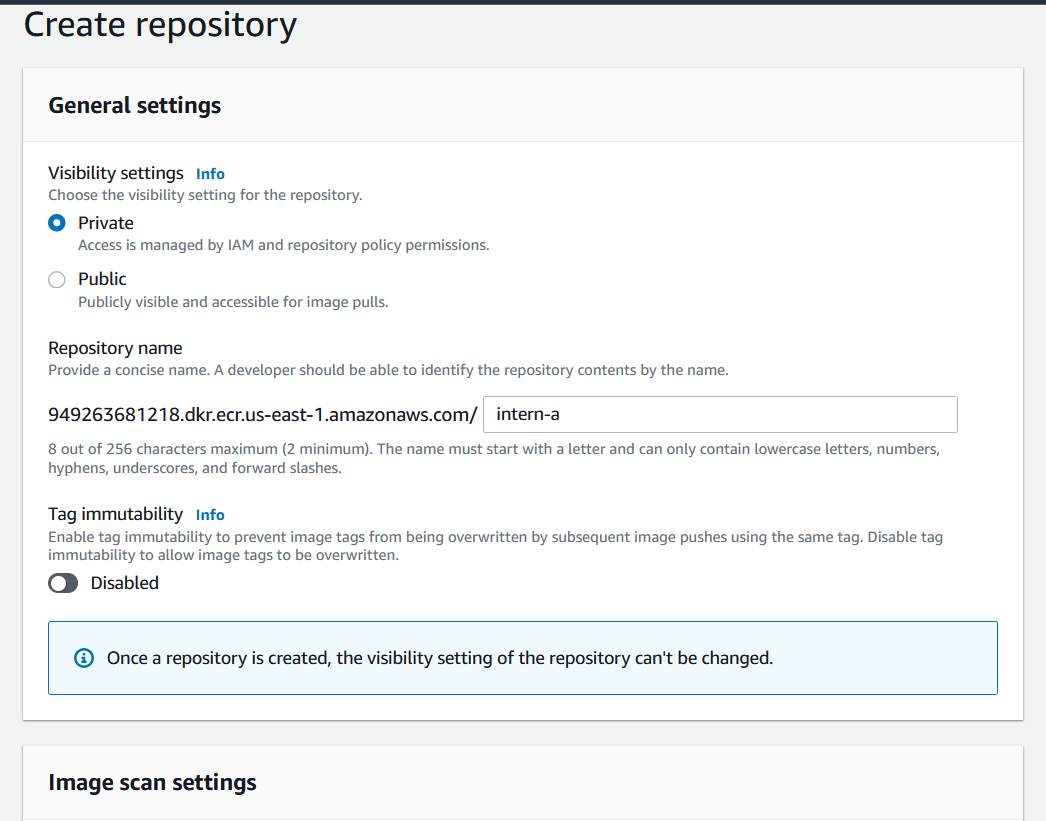 Create repository
General settings
Visibility settings Info
Choose the visibility setting for the repository.
Private
Access is managed by IAM and repository policy permissions.
Public
Publicly visible and accessible for image pulls.
Repository name
Provide a concise name. A developer should be able to identify the repository contents by the name.
949263681218.dkr.ecr.us-east-1.amazonaws.com/ intern-a
8 out of 256 characters maximum (2 minimum). The name must start with a letter and can only contain lowercase letters, numbers,
hyphens, underscores, and forward slashes.
Tag immutability Info
Enable tag immutability to prevent image tags from being overwritten by subsequent image pushes using the same tag. Disable tag
immutability to allow image tags to be overwritten.
Disabled
Once a repository is created, the visibility setting of the repository can't be changed.
Image scan settings